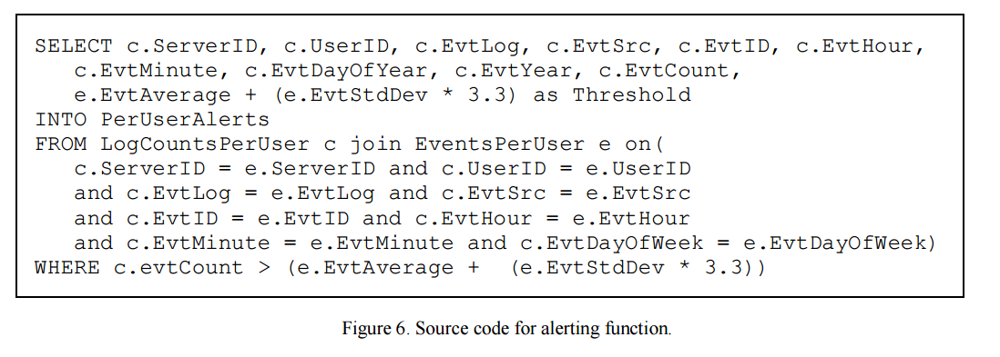 SELECT c.ServerID, c.UserID, c.EvtLog, c.EvtSrc, c.EvtID, c.EvtHour,
c.EvtMinute, c.EvtDayOfYear, c.EvtYear, c.EvtCount,
e.EvtAverage + (e.EvtStdDev * 3.3) as Threshold
INTO PerUserAlerts
FROM LogCountsPerUser c join EventsPerUser e on(
c.ServerID = e.ServerID and c.UserID = e.UserID
and c.EvtLog = e.EvtLog and c.EvtSrc = e.EvtSrc
and c.EvtID = e.EvtID and c.EvtHour = e.EvtHour
and c.EvtMinute = e.EvtMinute and c.EvtDayOfWeek = e.EvtDayOfWeek)
WHERE c.evtCount > (e.EvtAverage +  (e.EvtStdDev * 3.3))
Figure 6. Source code for alerting function.